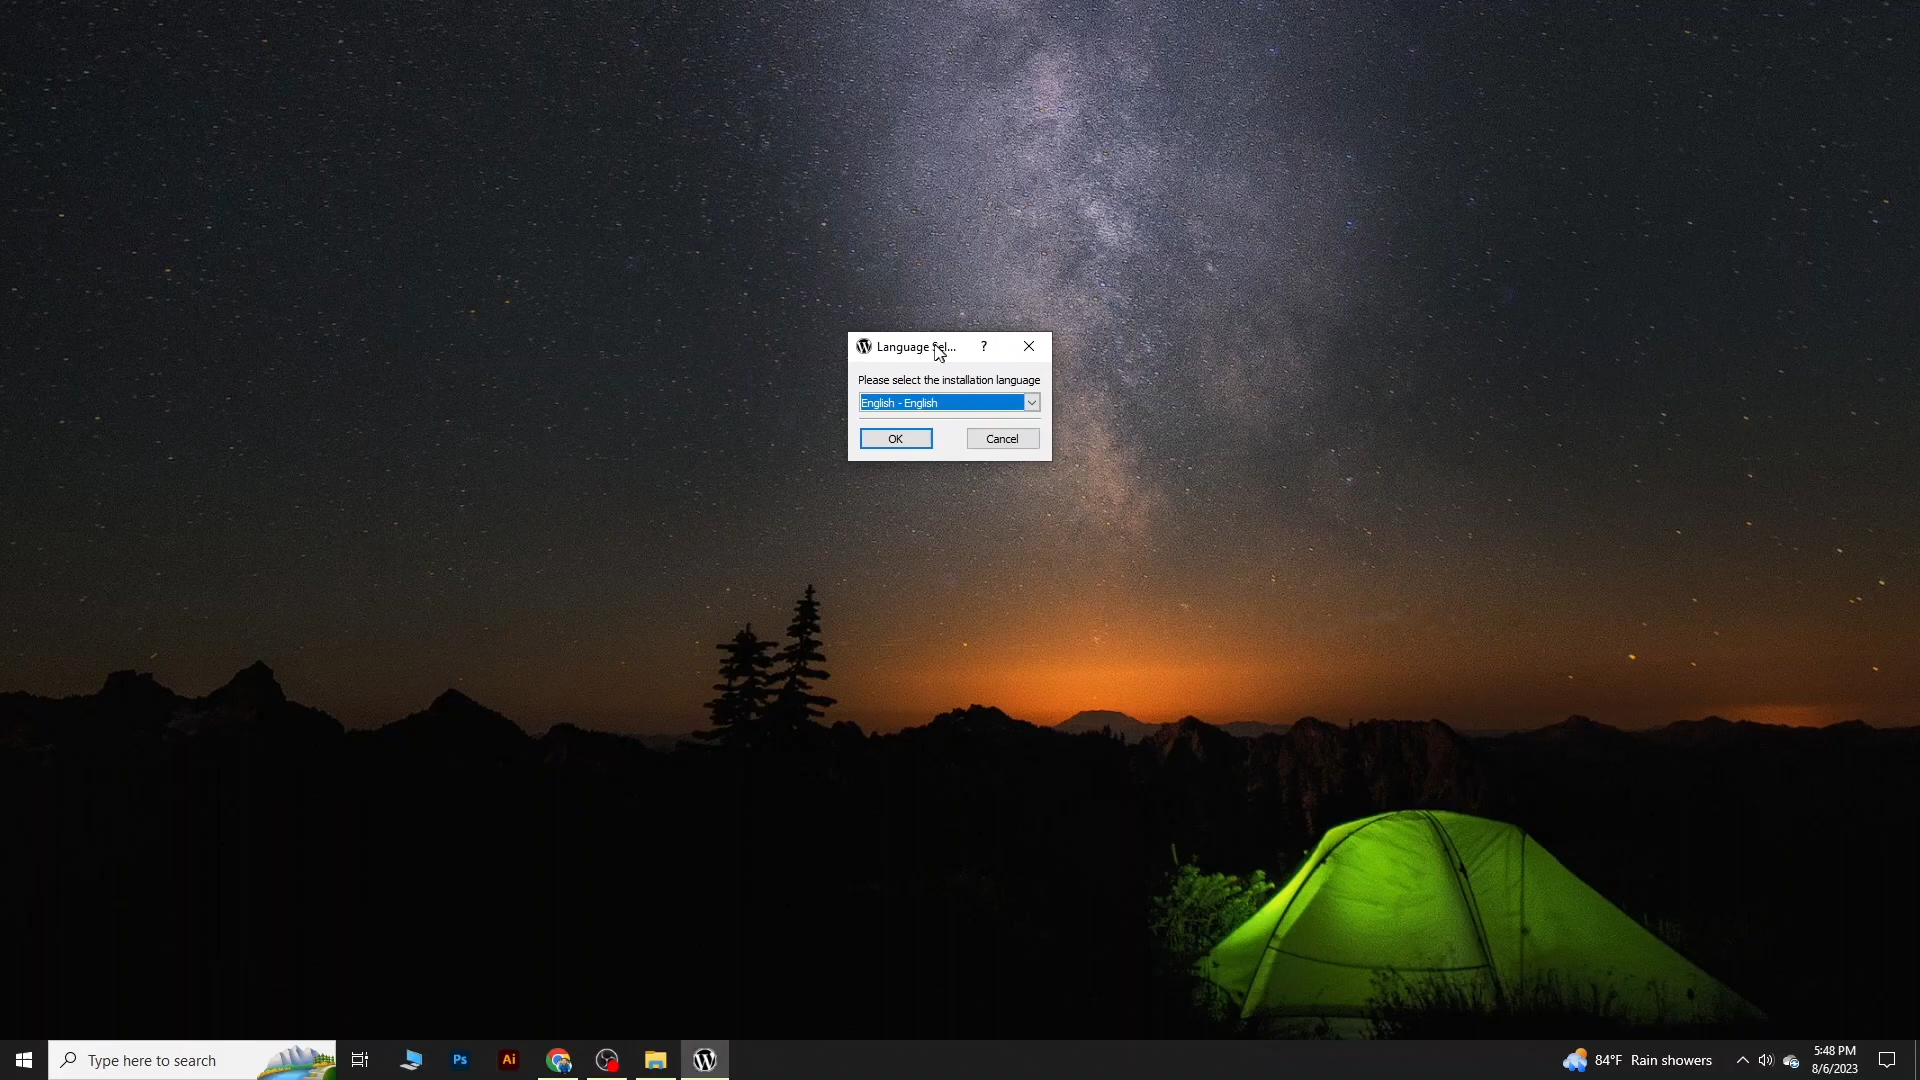 Language Sel...
?
Please select the installation language
English - English
OK
Cancel
Type here to search
Ps
Ai
84°F Rain showers
5:48 PM
8/6/2023